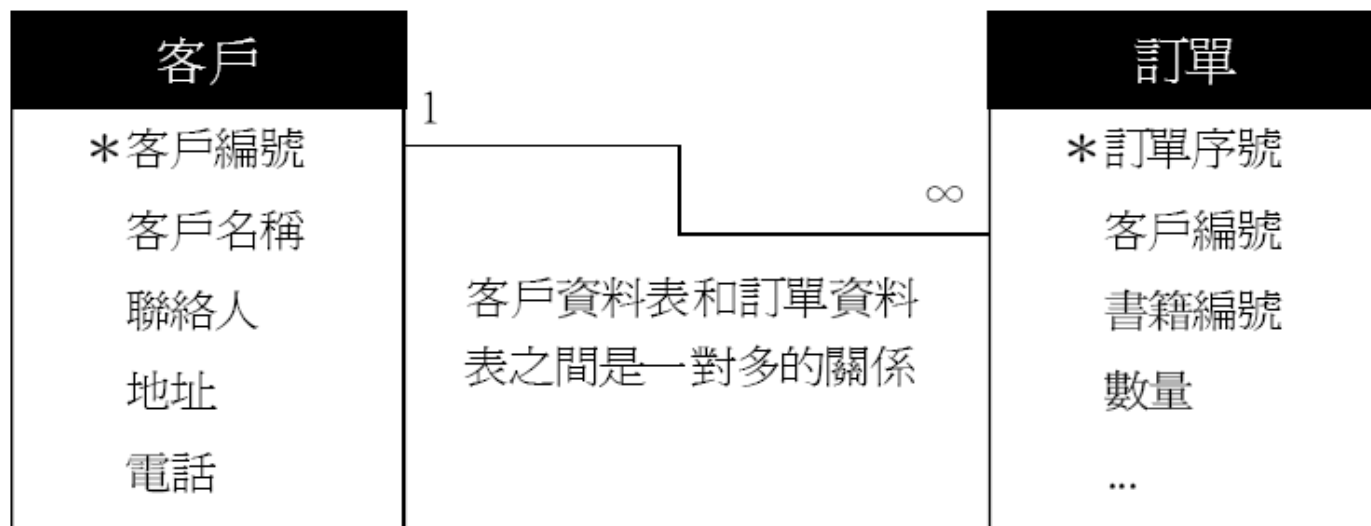 客戶
*客戶編號
客戶名稱
聯絡人
地址
電話
1
∞
客戶資料表和訂單資料
表之間是一對多的關係
訂單
*訂單序號
客戶編號
書籍編號
數量
...